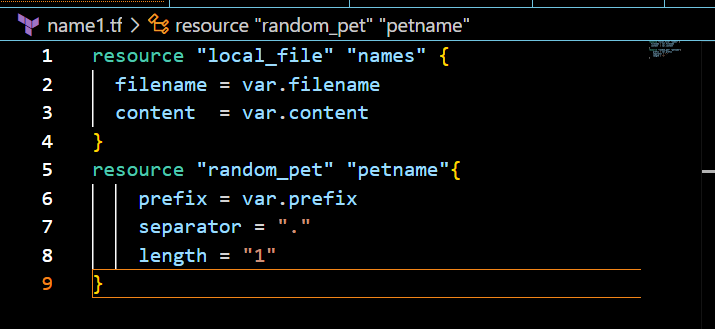 name1.tf > resource "random_pet" "petname"
1 resource "local_file" "names" {
2   filename = var.filename
3   content  = var.content
4 }
5 resource "random_pet" "petname"{
6     prefix = var.prefix
7     separator = "."
8     length = "1"
9 }